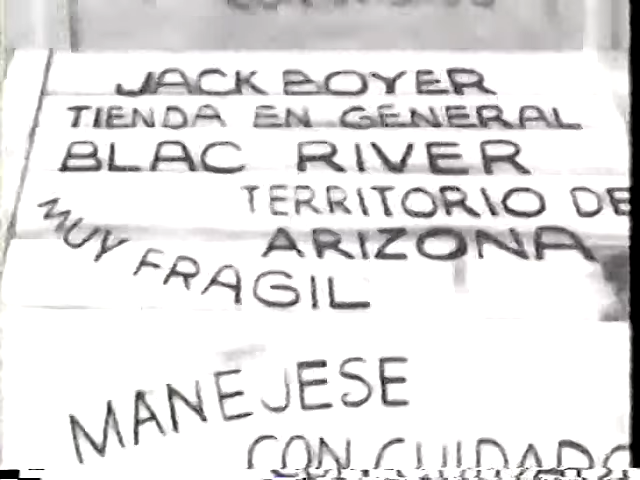 JACK BOYER
TIENDA EN GENERAL
BLAC RIVER
TERRITORIO DE
ARIZONA
MUY FRAGIL
MANEJESE
CON CUIDADO